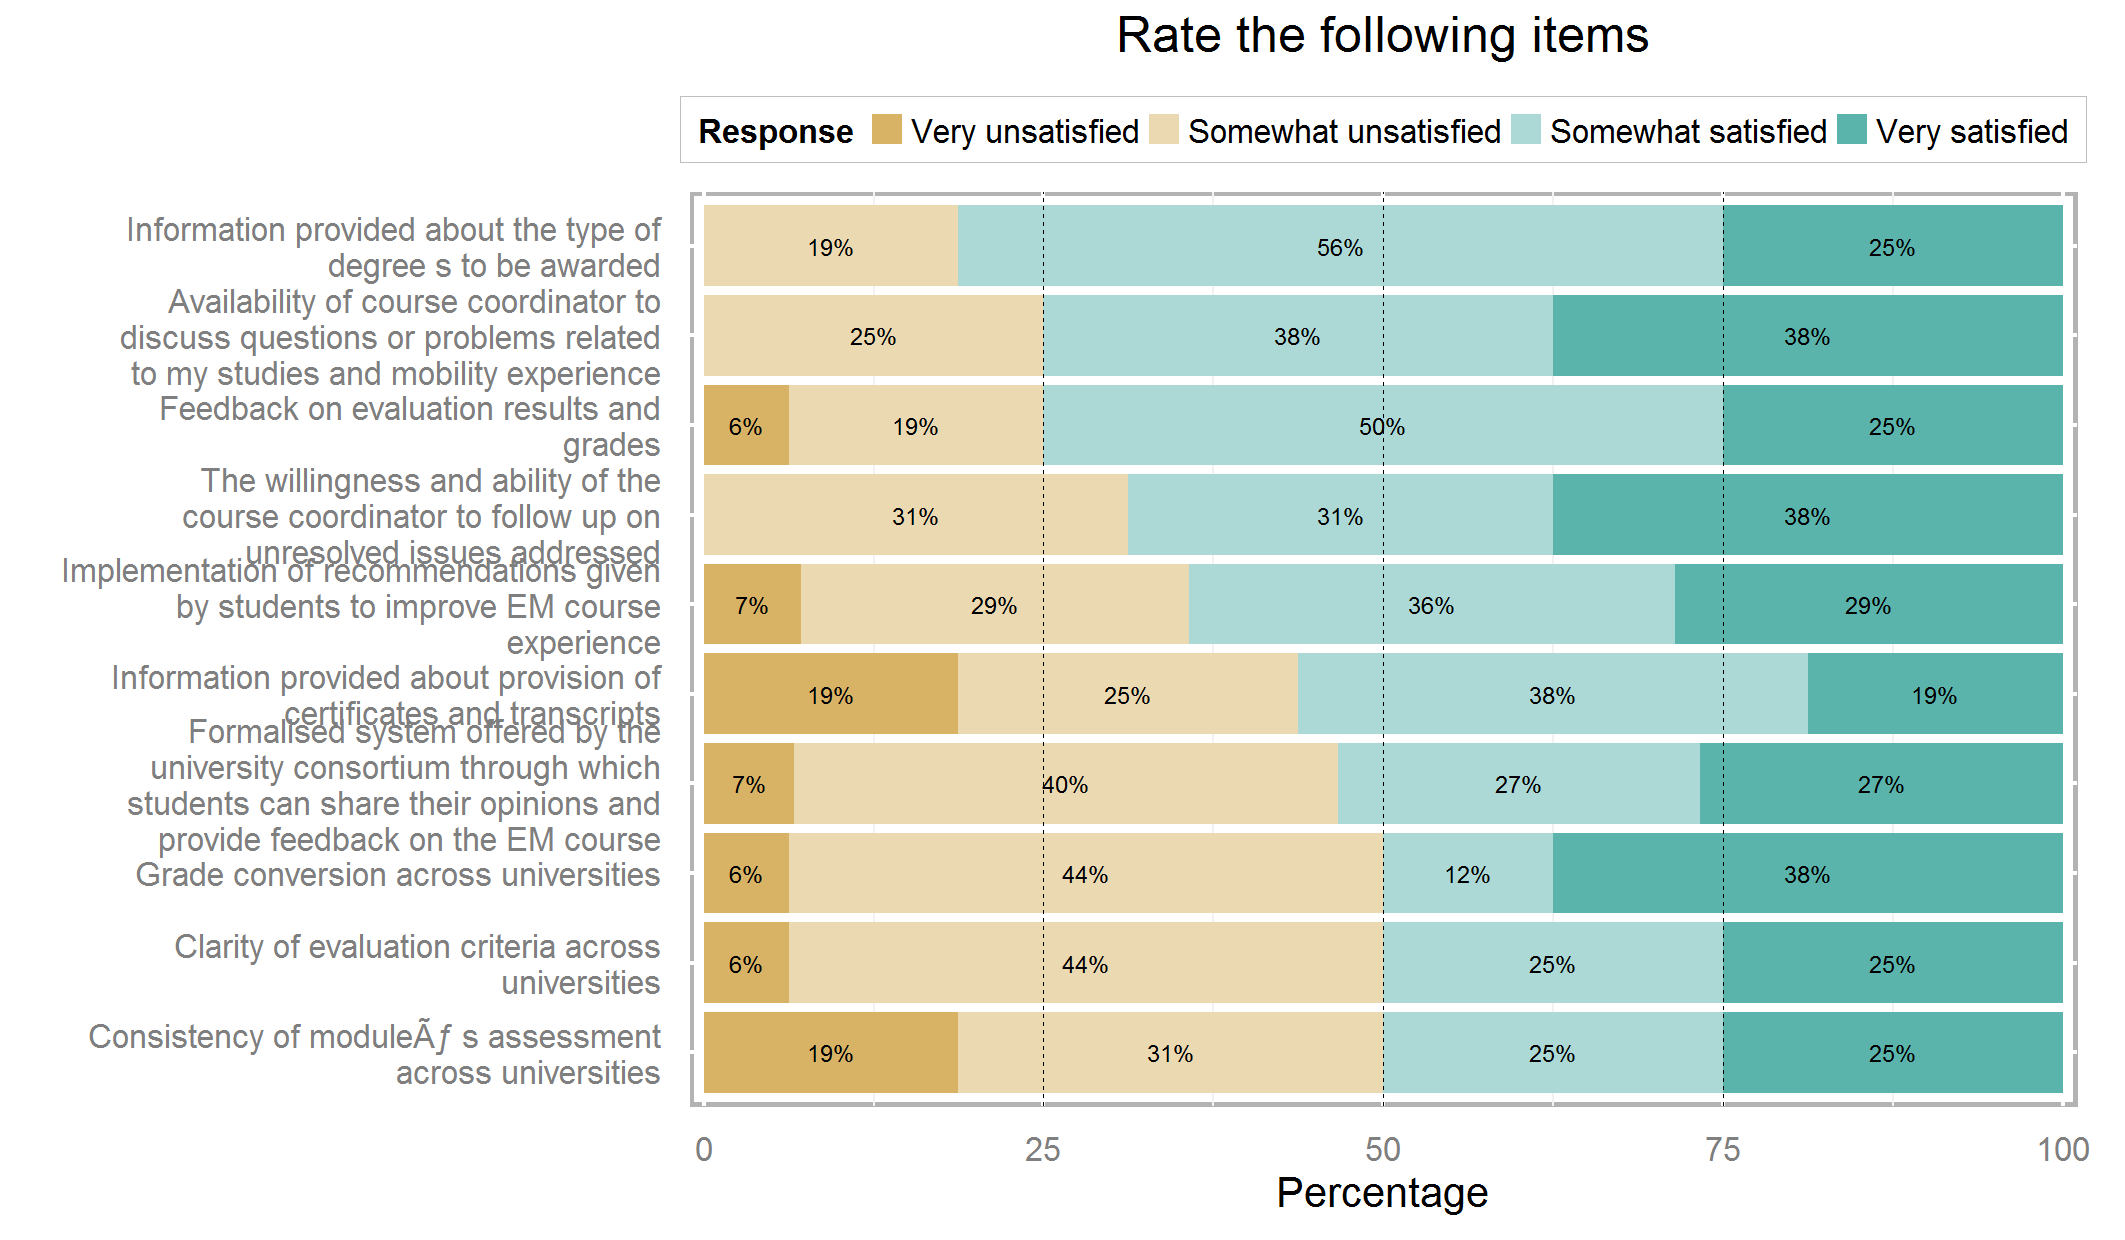 Rate the following items
Response Very unsatisfied Somewhat unsatisfied Somewhat satisfied Very satisfied
Information provided about the type of
degree s to be awarded
19% 56% 25%
Availability of course coordinator to
discuss questions or problems related
to my studies and mobility experience
25% 38% 38%
Feedback on evaluation results and
grades
6% 19% 50% 25%
The willingness and ability of the
course coordinator to follow up on
unresolved issues addressed
31% 31% 38%
Implementation of recommendations given
by students to improve EM course
experience
7% 29% 36% 29%
Information provided about provision of
certificates and transcripts
19% 25% 38% 19%
Formalised system offered by the
university consortium through which
students can share their opinions and
provide feedback on the EM course
7% 40% 27% 27%
Grade conversion across universities
6% 44% 12% 38%
Clarity of evaluation criteria across
universities
6% 44% 25% 25%
Consistency of moduleÃƒ s assessment
across universities
19% 31% 25% 25%
0 25 50 75 100
Percentage